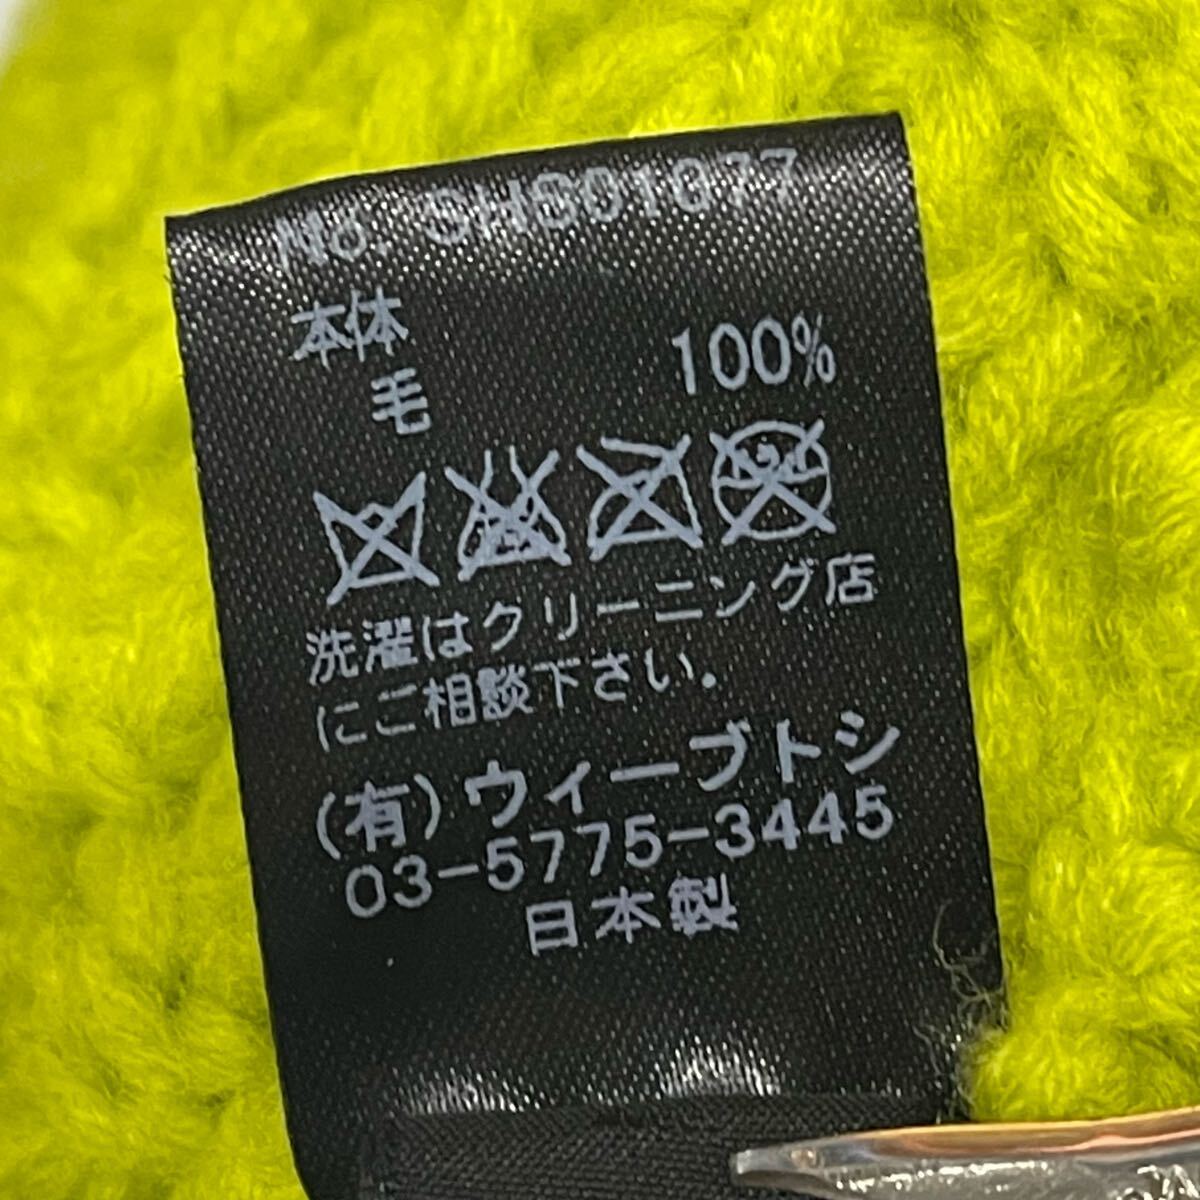 No. SHS01077
本体
毛 100%
洗濯はクリーニング店
にご相談下さい.
(有)ウィーブトシ
03-5775-3445
日本製